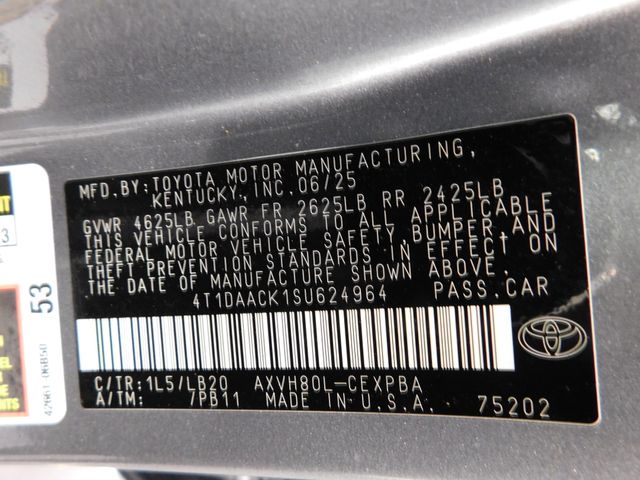 MFD.BY:TOYOTA MOTOR MANUFACTURING,
KENTUCKY,INC.06/25
GVWR 4625LB GAWR FR 2625LB RR 2425LB
THIS VEHICLE CONFORMS TO ALL APPLICABLE
FEDERAL MOTOR VEHICLE SAFETY,BUMPER,AND
THEFT PREVENTION STANDARDS IN EFFECT ON
THE DATE OF MANUFACTURE SHOWN ABOVE.
4T1DAACK1SU624964 PASS.CAR
C/TR:1L5/LB20 AXVH80L-CEXPBA
A/TM: 7PB11 MADE IN U.S.A. 75202
53
42661-06B50